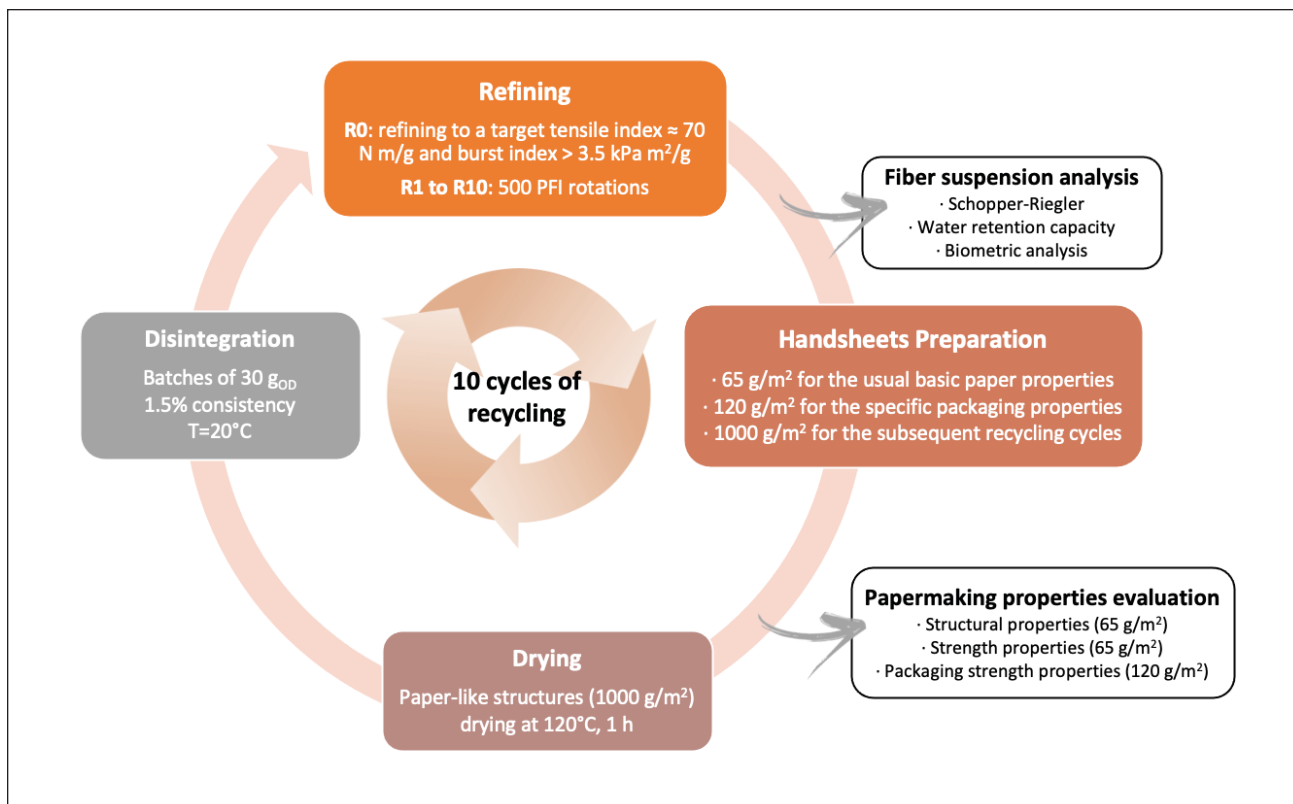 Refining
R0: refining to a target tensile index ≈ 70
N m/g and burst index > 3.5 kPa m²/g
R1 to R10: 500 PFI rotations
Fiber suspension analysis
· Schopper-Riegler
· Water retention capacity
· Biometric analysis
Disintegration
Batches of 30 gOD
1.5% consistency
T=20°C
10 cycles of
recycling
Handsheets Preparation
· 65 g/m² for the usual basic paper properties
· 120 g/m² for the specific packaging properties
· 1000 g/m² for the subsequent recycling cycles
Papermaking properties evaluation
· Structural properties (65 g/m²)
· Strength properties (65 g/m²)
· Packaging strength properties (120 g/m²)
Drying
Paper-like structures (1000 g/m²)
drying at 120°C, 1 h